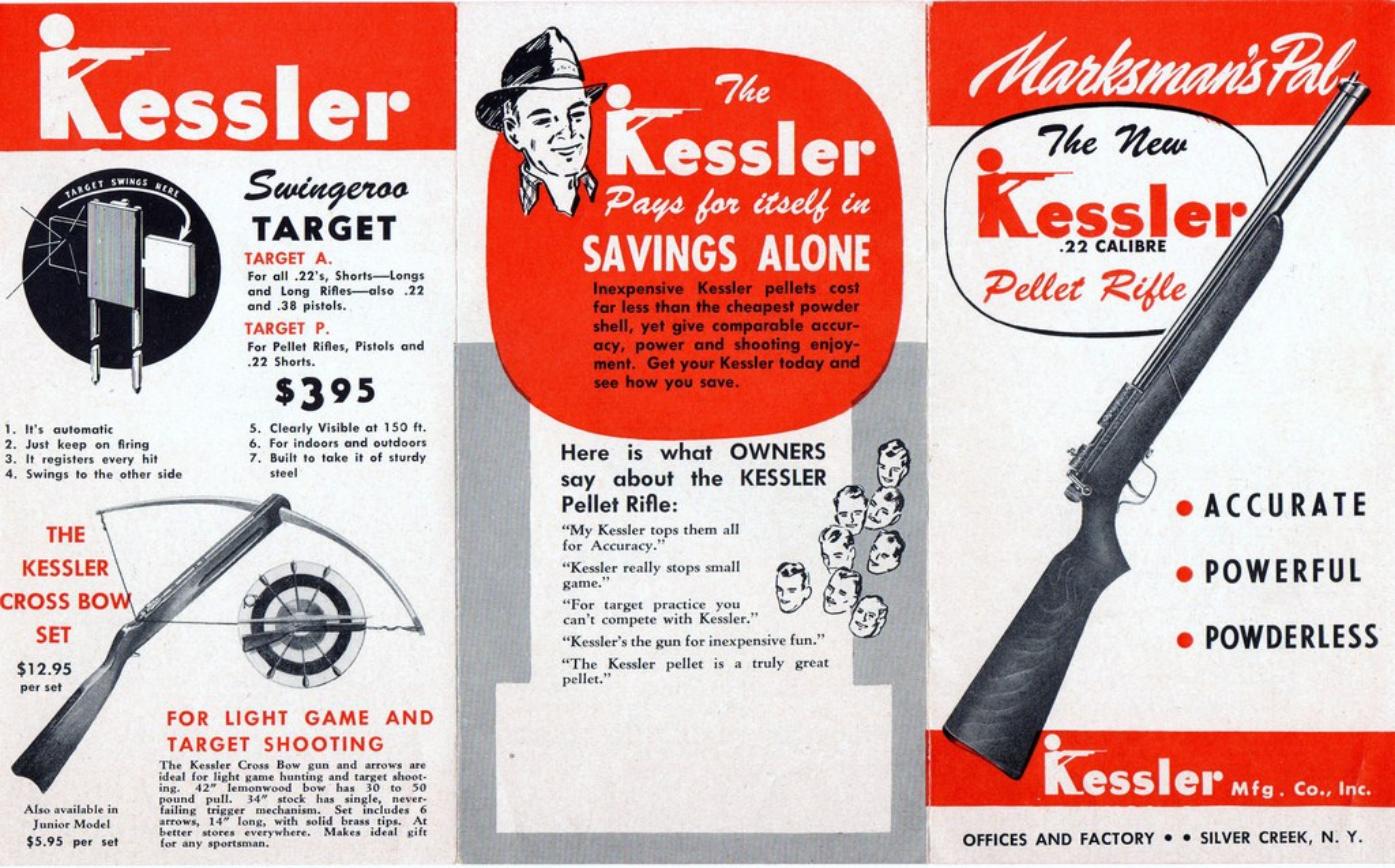 Kessler
TARGET SWINGS HERE
Swingeroo
TARGET
TARGET A.
For all .22's, Shorts—Longs
and Long Rifles—also .22
and .38 pistols.
TARGET P.
For Pellet Rifles, Pistols and
.22 Shorts.
$3.95
1. It's automatic
2. Just keep on firing
3. It registers every hit
4. Swings to the other side
5. Clearly Visible at 150 ft.
6. For indoors and outdoors
7. Built to take it of sturdy
steel
THE
KESSLER
CROSS BOW
SET
$12.95
per set
FOR LIGHT GAME AND
TARGET SHOOTING
The Kessler Cross Bow gun and arrows are
ideal for light game hunting and target shoot-
ing. 42" lemonwood bow has 30 to 50
pound pull. 34" stock has single, never-
failing trigger mechanism. Set includes 6
arrows, 14" long, with solid brass tips. At
better stores everywhere. Makes ideal gift
for any sportsman.
Also available in
Junior Model
$5.95 per set
The
Kessler
Pays for itself in
SAVINGS ALONE
Inexpensive Kessler pellets cost
far less than the cheapest powder
shell, yet give comparable accur-
acy, power and shooting enjoy-
ment. Get your Kessler today and
see how you save.
Here is what OWNERS
say about the KESSLER
Pellet Rifle:
"My Kessler tops them all
for Accuracy."
"Kessler really stops small
game."
"For target practice you
can't compete with Kessler."
"Kessler's the gun for inexpensive fun."
"The Kessler pellet is a truly great
pellet."
Marksman's Pal
The New
Kessler
.22 CALIBRE
Pellet Rifle
• ACCURATE
• POWERFUL
• POWDERLESS
Kessler Mfg. Co., Inc.
OFFICES AND FACTORY • • SILVER CREEK, N. Y.